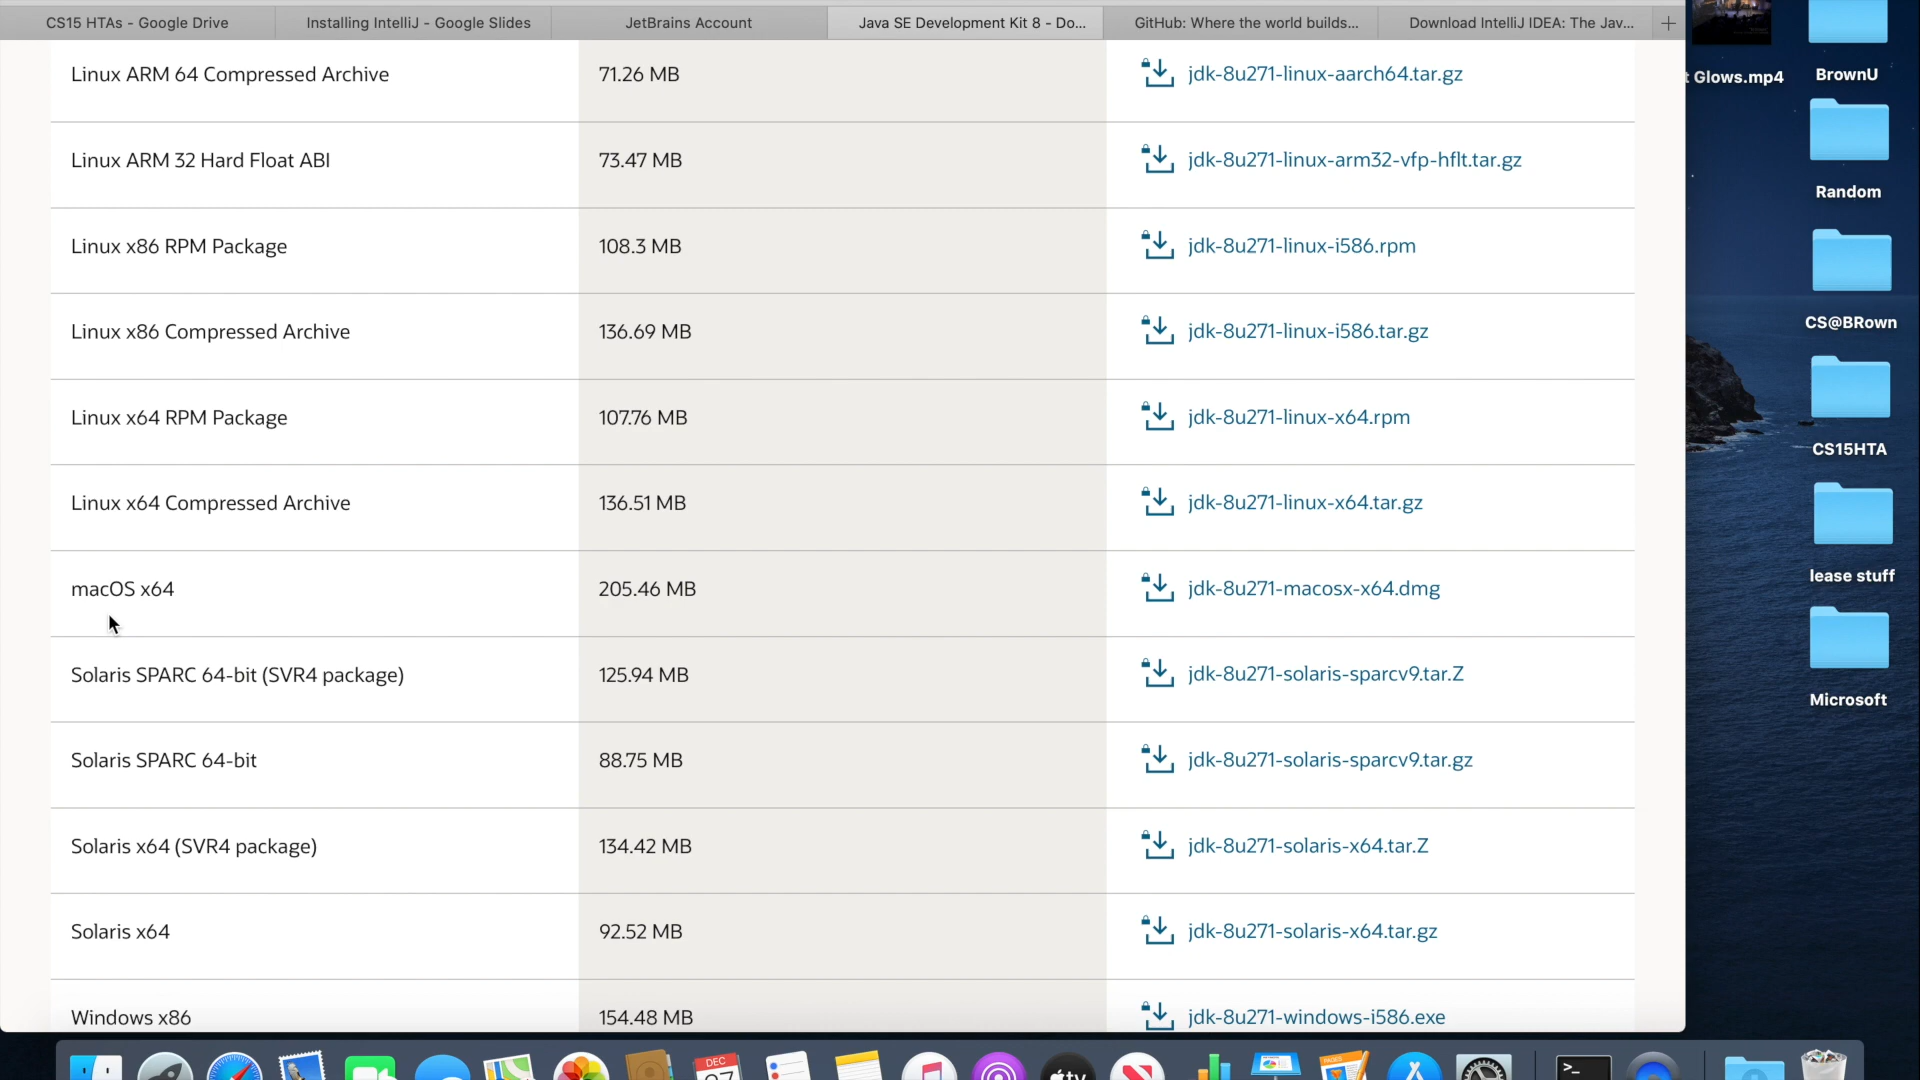 CS15 HTAs - Google Drive
Installing IntelliJ - Google Slides
JetBrains Account
Java SE Development Kit 8 - Do...
GitHub: Where the world builds...
Download IntelliJ IDEA: The Jav...
Linux ARM 64 Compressed Archive 71.26 MB jdk-8u271-linux-aarch64.tar.gz
Linux ARM 32 Hard Float ABI 73.47 MB jdk-8u271-linux-arm32-vfp-hflt.tar.gz
Linux x86 RPM Package 108.3 MB jdk-8u271-linux-i586.rpm
Linux x86 Compressed Archive 136.69 MB jdk-8u271-linux-i586.tar.gz
Linux x64 RPM Package 107.76 MB jdk-8u271-linux-x64.rpm
Linux x64 Compressed Archive 136.51 MB jdk-8u271-linux-x64.tar.gz
macOS x64 205.46 MB jdk-8u271-macosx-x64.dmg
Solaris SPARC 64-bit (SVR4 package) 125.94 MB jdk-8u271-solaris-sparcv9.tar.Z
Solaris SPARC 64-bit 88.75 MB jdk-8u271-solaris-sparcv9.tar.gz
Solaris x64 (SVR4 package) 134.42 MB jdk-8u271-solaris-x64.tar.Z
Solaris x64 92.52 MB jdk-8u271-solaris-x64.tar.gz
Windows x86 154.48 MB jdk-8u271-windows-i586.exe
t Glows.mp4
BrownU
Random
CS@BRown
CS15HTA
lease stuff
Microsoft
DEC
tv
PAGES
>_